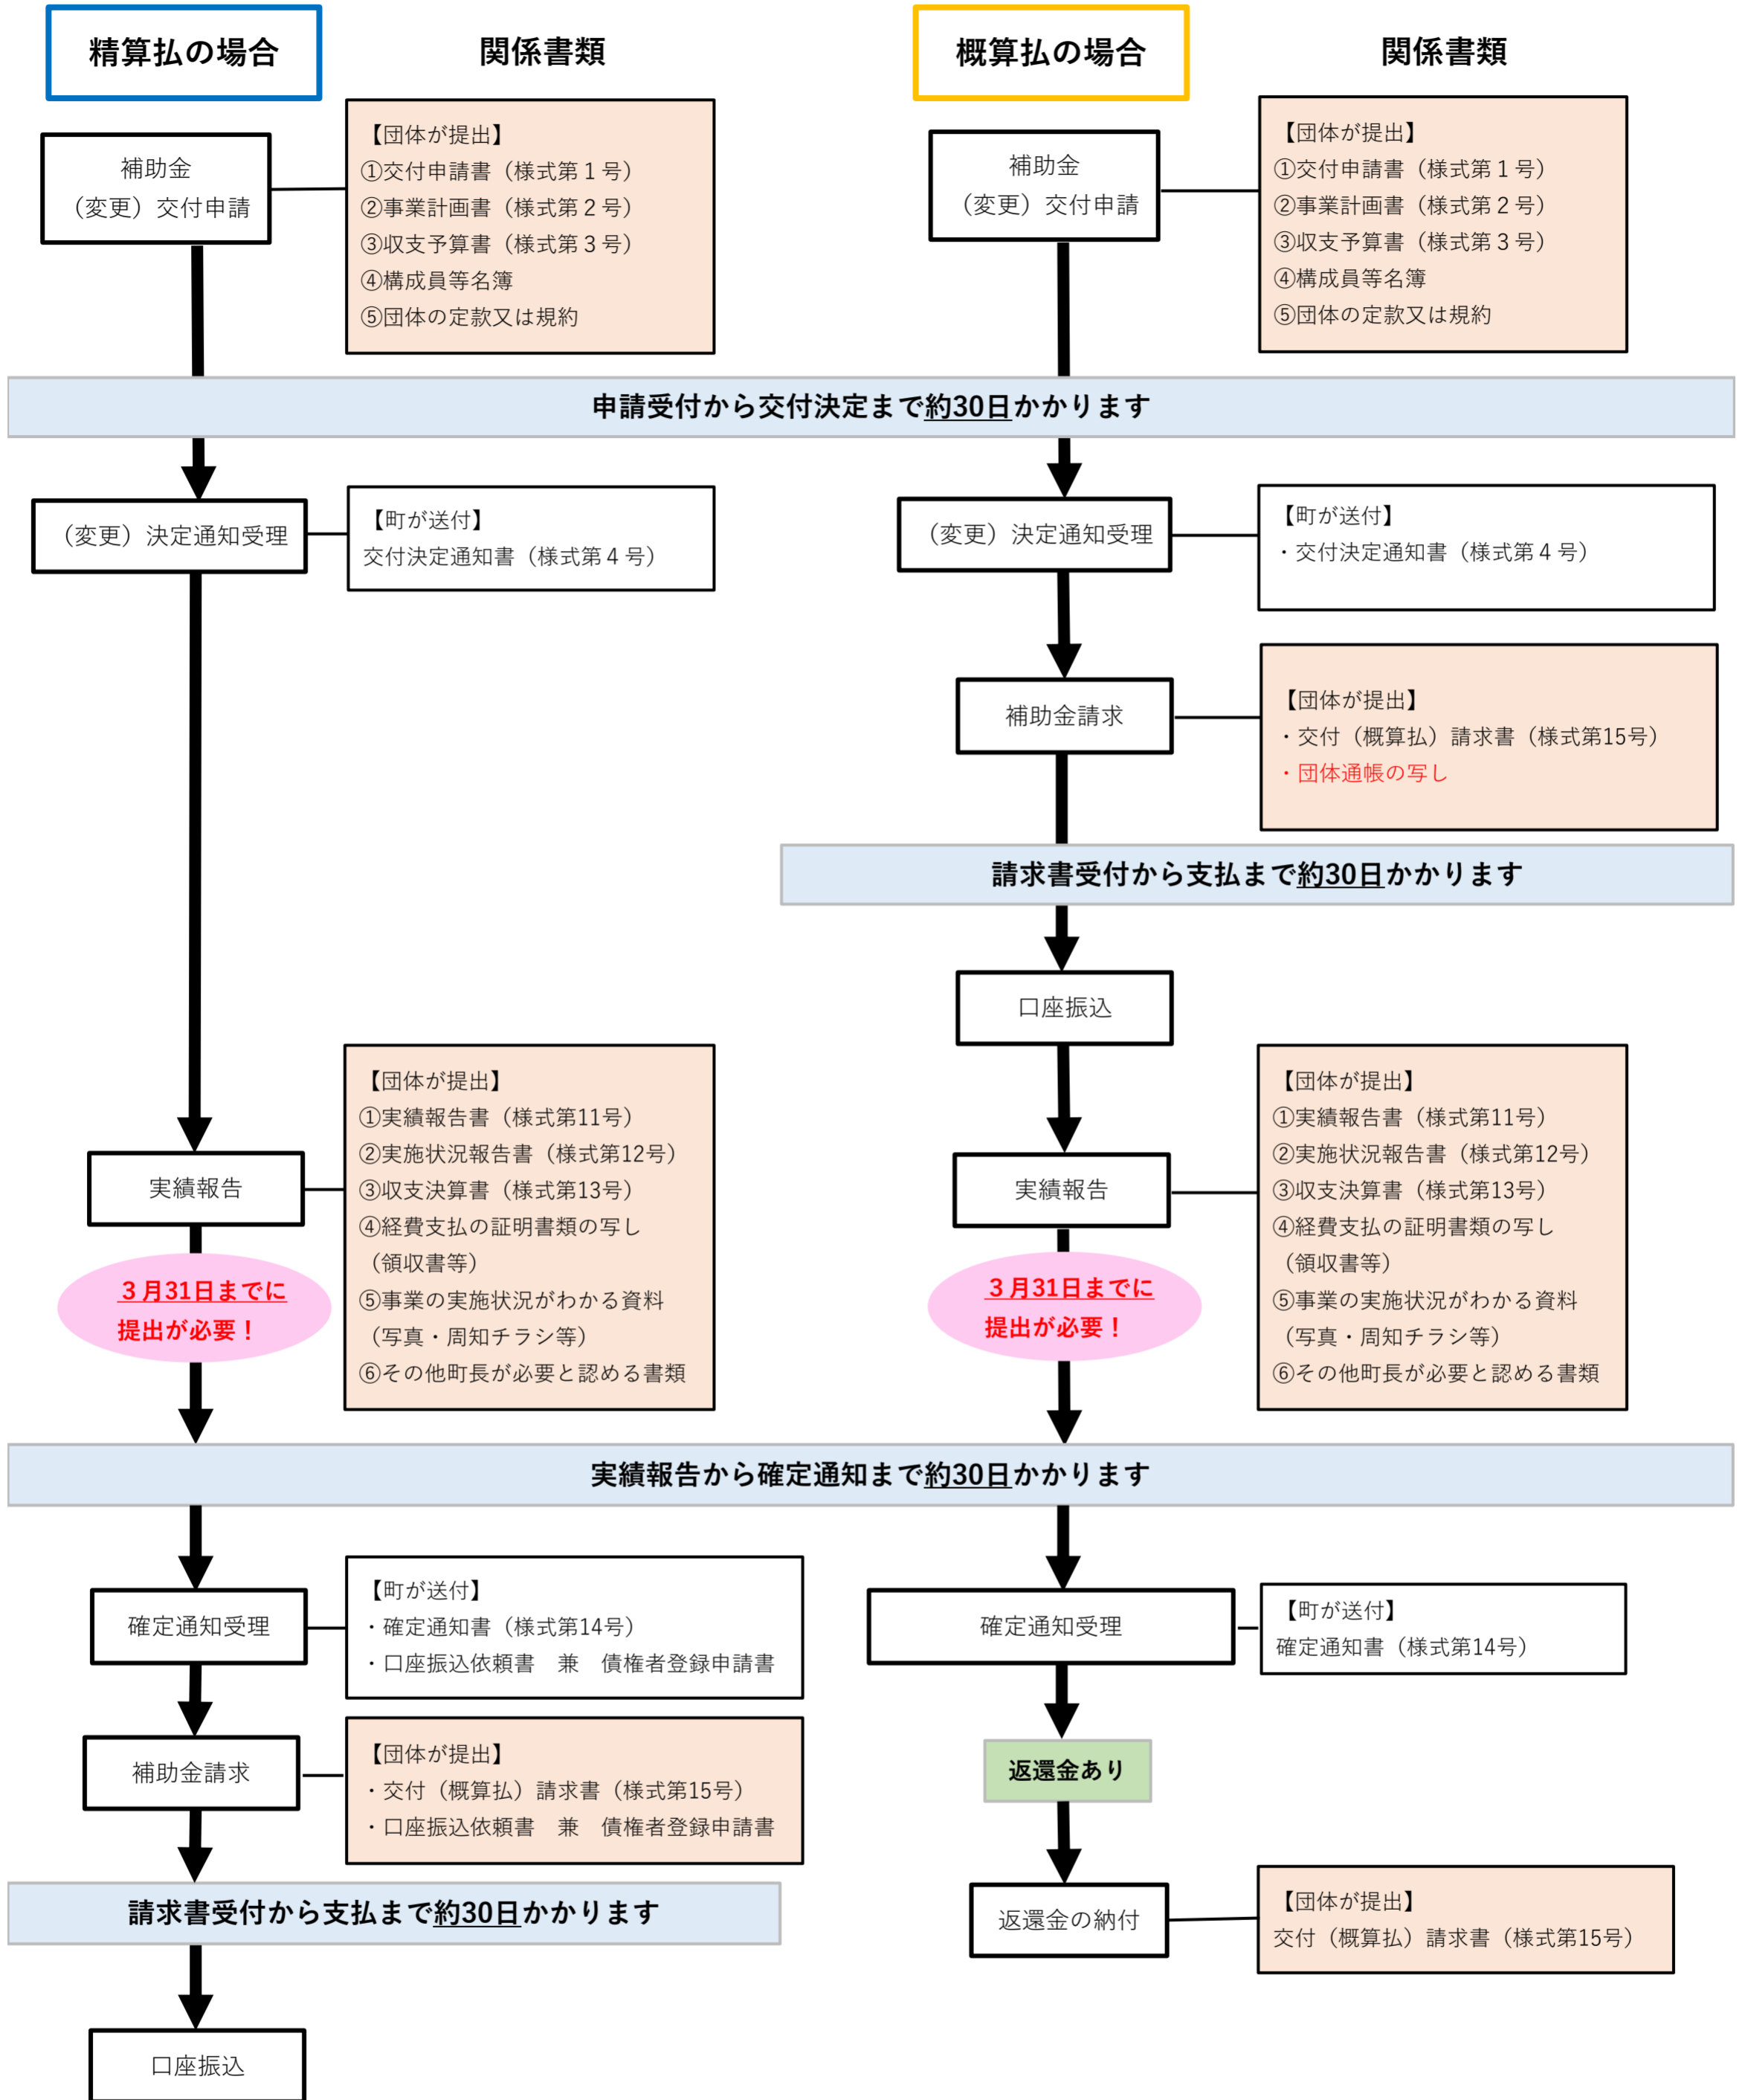 精算払の場合
関係書類
補助金
（変更）交付申請
【団体が提出】
①交付申請書（様式第１号）
②事業計画書（様式第２号）
③収支予算書（様式第３号）
④構成員等名簿
⑤団体の定款又は規約
概算払の場合
関係書類
補助金
（変更）交付申請
【団体が提出】
①交付申請書（様式第１号）
②事業計画書（様式第２号）
③収支予算書（様式第３号）
④構成員等名簿
⑤団体の定款又は規約
申請受付から交付決定まで約30日かかります
（変更）決定通知受理
【町が送付】
交付決定通知書（様式第４号）
（変更）決定通知受理
【町が送付】
・交付決定通知書（様式第４号）
補助金請求
【団体が提出】
・交付（概算払）請求書（様式第15号）
・団体通帳の写し
請求書受付から支払まで約30日かかります
口座振込
実績報告
【団体が提出】
①実績報告書（様式第11号）
②実施状況報告書（様式第12号）
③収支決算書（様式第13号）
④経費支払の証明書類の写し
（領収書等）
⑤事業の実施状況がわかる資料
（写真・周知チラシ等）
⑥その他町長が必要と認める書類
３月31日までに
提出が必要！
実績報告
【団体が提出】
①実績報告書（様式第11号）
②実施状況報告書（様式第12号）
③収支決算書（様式第13号）
④経費支払の証明書類の写し
（領収書等）
⑤事業の実施状況がわかる資料
（写真・周知チラシ等）
⑥その他町長が必要と認める書類
３月31日までに
提出が必要！
実績報告から確定通知まで約30日かかります
確定通知受理
【町が送付】
・確定通知書（様式第14号）
・口座振込依頼書　兼　債権者登録申請書
補助金請求
【団体が提出】
・交付（概算払）請求書（様式第15号）
・口座振込依頼書　兼　債権者登録申請書
請求書受付から支払まで約30日かかります
口座振込
確定通知受理
【町が送付】
確定通知書（様式第14号）
返還金あり
返還金の納付
【団体が提出】
交付（概算払）請求書（様式第15号）